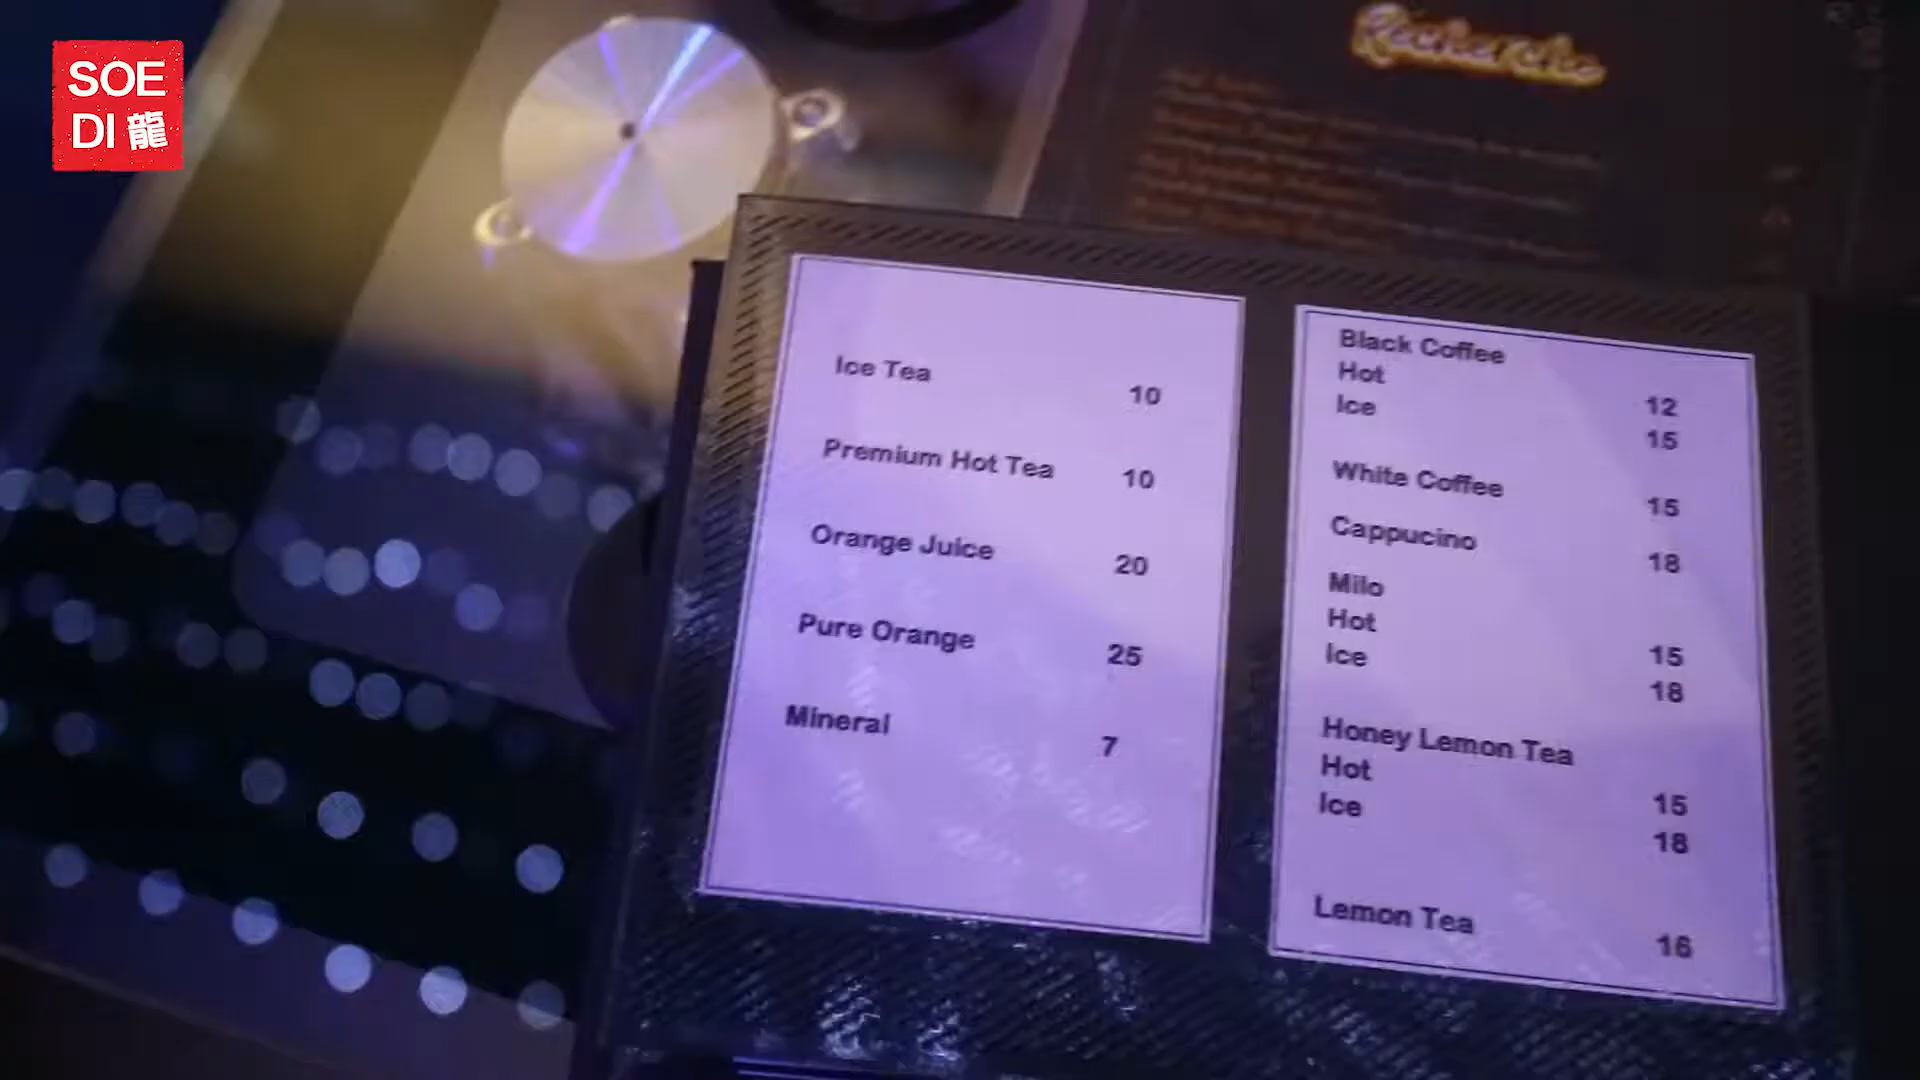 SOE
DI 龍
Recherche
Ice Tea 10
Premium Hot Tea 10
Orange Juice 20
Pure Orange 25
Mineral 7
Black Coffee
Hot 12
Ice 15
White Coffee 15
Cappucino 18
Milo
Hot 15
Ice 18
Honey Lemon Tea
Hot 15
Ice 18
Lemon Tea 16